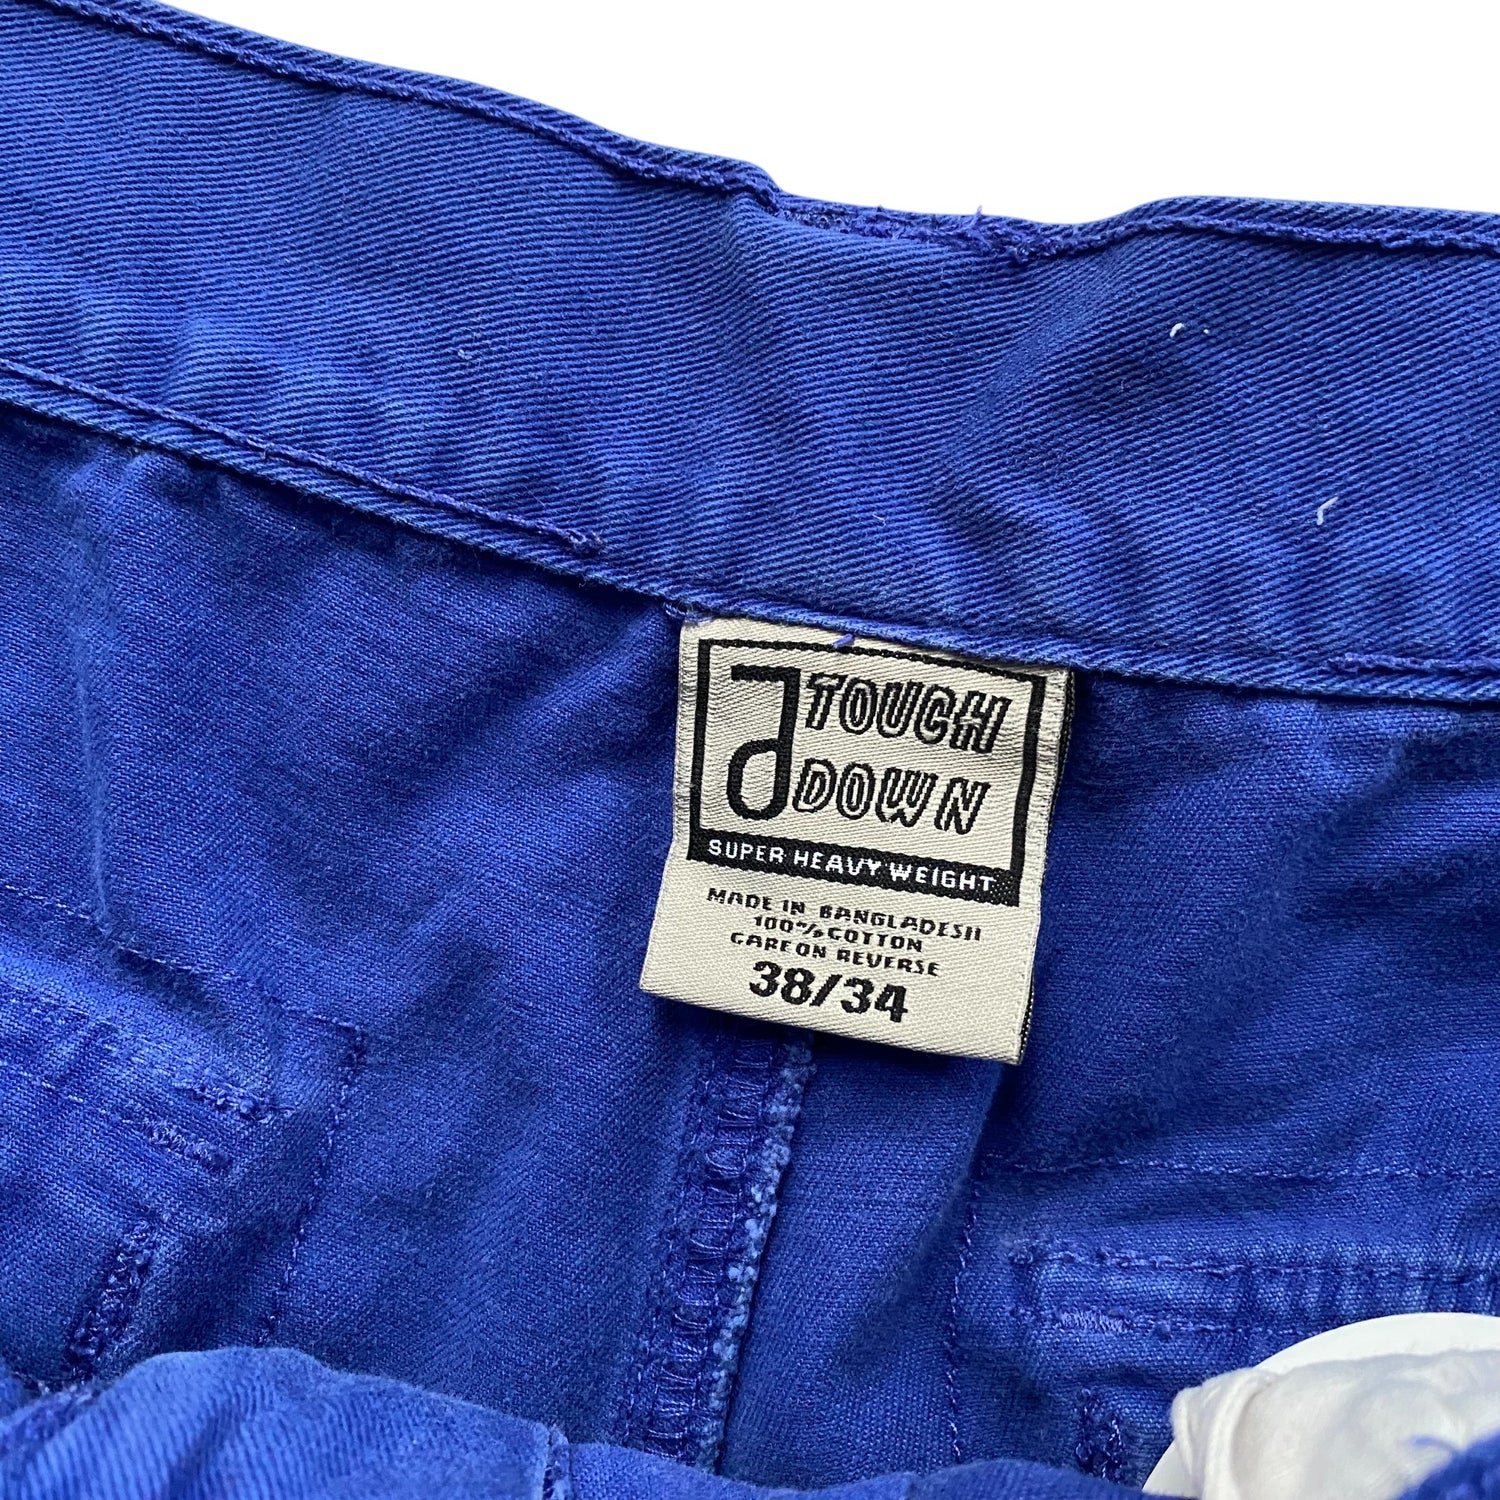 TOUCH
DOWN
SUPER HEAVY WEIGHT
MADE IN BANGLADESH
100% COTTON
CARE ON REVERSE
38/34